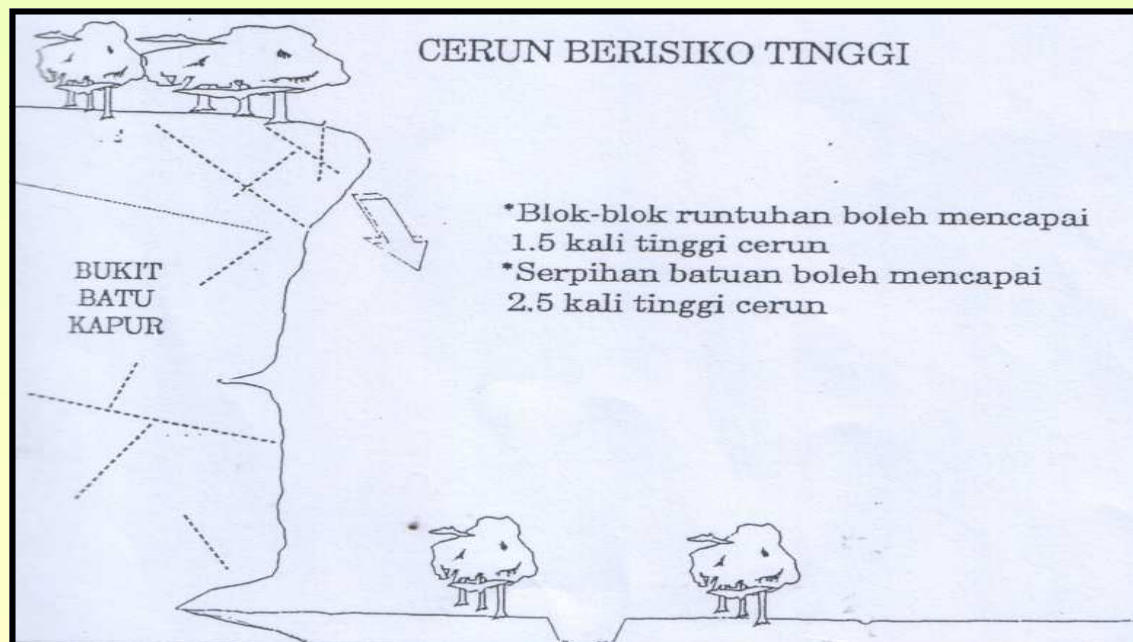 CERUN BERISIKO TINGGI
*Blok-blok runtuhan boleh mencapai
1.5 kali tinggi cerun
*Serpihan batuan boleh mencapai
2.5 kali tinggi cerun
BUKIT
BATU
KAPUR